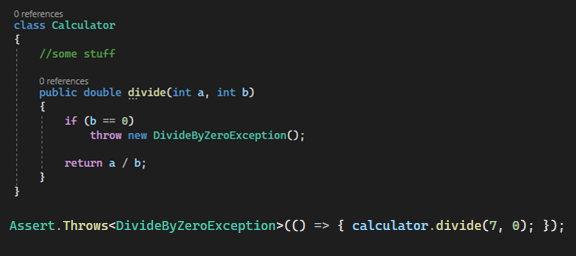 0 references
class Calculator
{
//some stuff
0 references
public double divide(int a, int b)
{
if (b == 0)
throw new DivideByZeroException();
return a / b;
}
}
Assert.Throws<DivideByZeroException>(() => { calculator.divide(7, 0); });